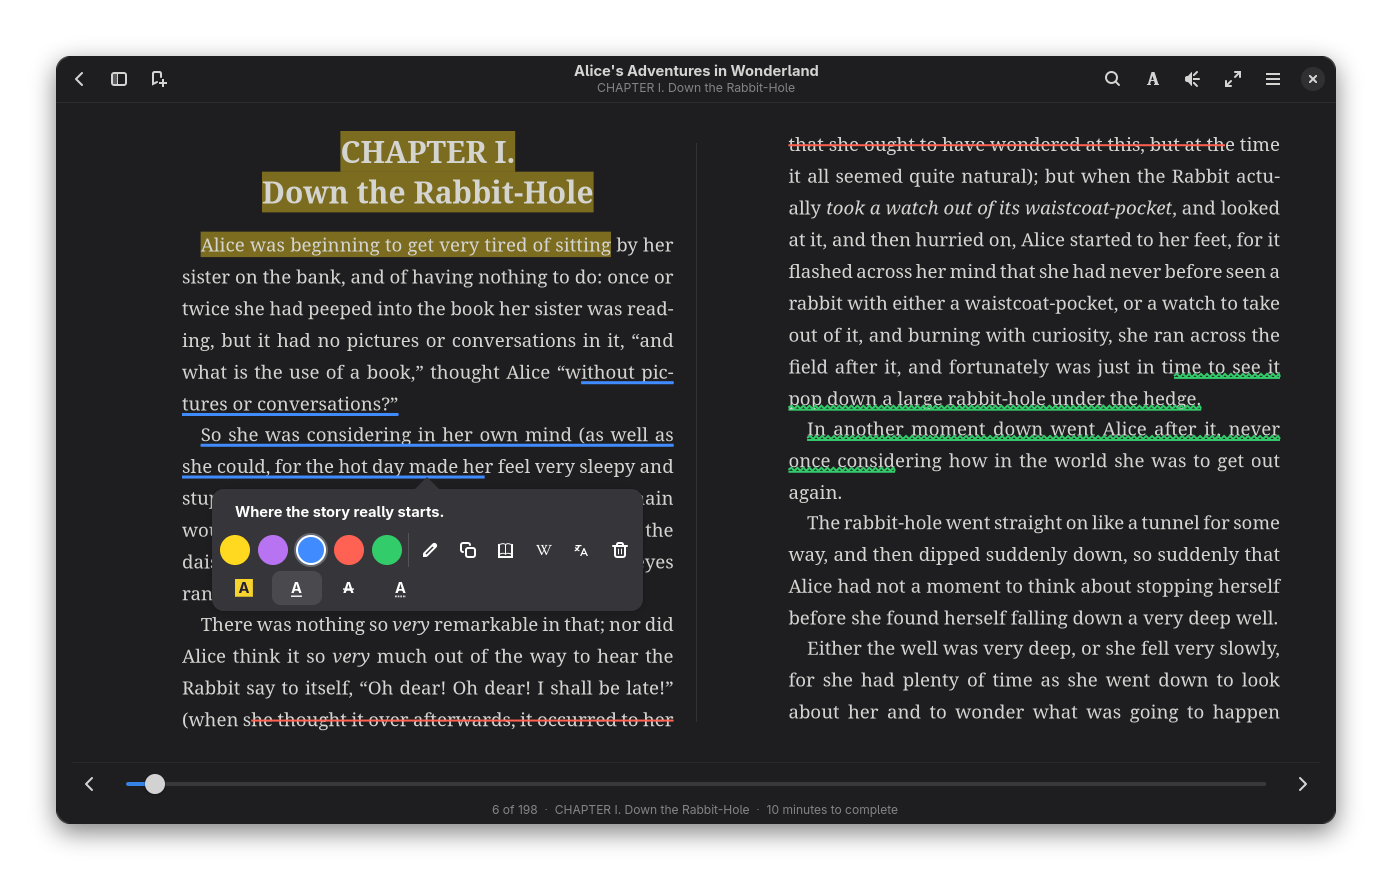 Alice's Adventures in Wonderland
CHAPTER I. Down the Rabbit-Hole
A
CHAPTER I.
Down the Rabbit-Hole
Alice was beginning to get very tired of sitting by her
sister on the bank, and of having nothing to do: once or
twice she had peeped into the book her sister was read-
ing, but it had no pictures or conversations in it, “and
what is the use of a book,” thought Alice “without pic-
tures or conversations?”
So she was considering in her own mind (as well as
she could, for the hot day made her feel very sleepy and
Where the story really starts.
the
W
A A A A
There was nothing so very remarkable in that; nor did
Alice think it so very much out of the way to hear the
Rabbit say to itself, “Oh dear! Oh dear! I shall be late!”
(when she thought it over afterwards, it occurred to her
that she ought to have wondered at this, but at the time
it all seemed quite natural); but when the Rabbit actu-
ally took a watch out of its waistcoat-pocket, and looked
at it, and then hurried on, Alice started to her feet, for it
flashed across her mind that she had never before seen a
rabbit with either a waistcoat-pocket, or a watch to take
out of it, and burning with curiosity, she ran across the
field after it, and fortunately was just in time to see it
pop down a large rabbit-hole under the hedge.
In another moment down went Alice after it, never
once considering how in the world she was to get out
again.
The rabbit-hole went straight on like a tunnel for some
way, and then dipped suddenly down, so suddenly that
Alice had not a moment to think about stopping herself
before she found herself falling down a very deep well.
Either the well was very deep, or she fell very slowly,
for she had plenty of time as she went down to look
about her and to wonder what was going to happen
6 of 198 · CHAPTER I. Down the Rabbit-Hole · 10 minutes to complete